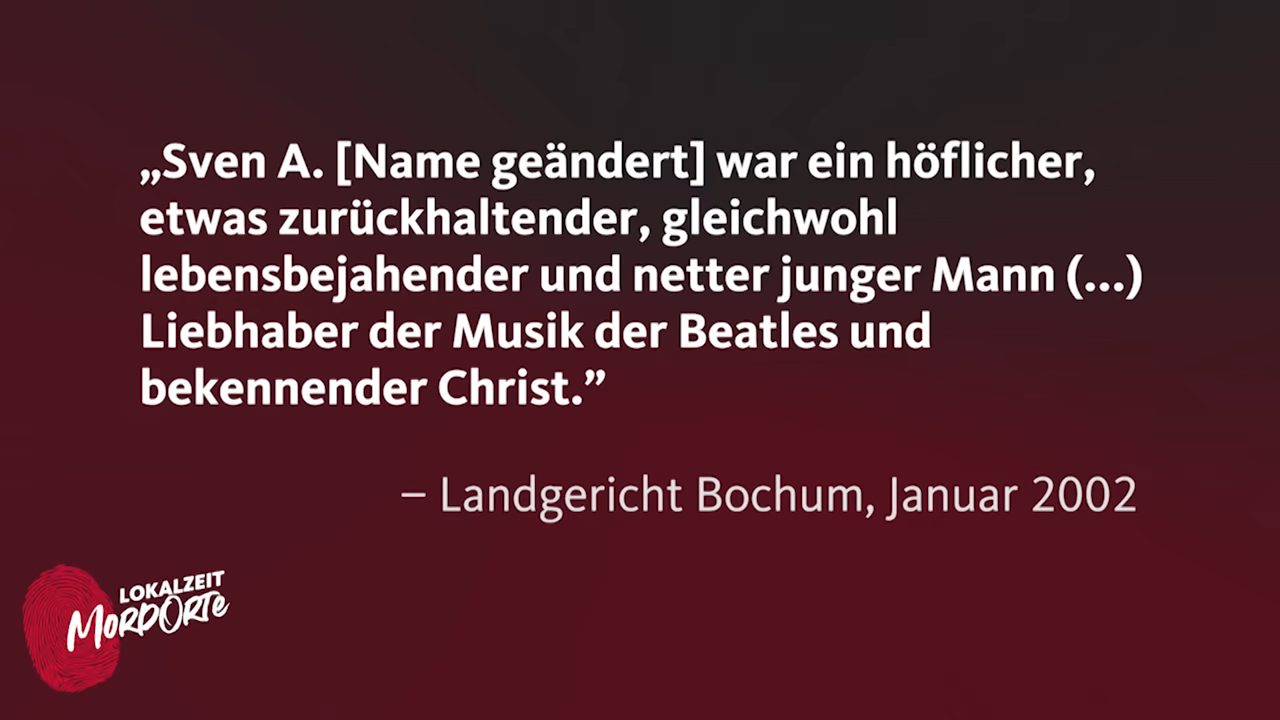 „Sven A. [Name geändert] war ein höflicher,
etwas zurückhaltender, gleichwohl
lebensbejahender und netter junger Mann (...)
Liebhaber der Musik der Beatles und
bekennender Christ.”
– Landgericht Bochum, Januar 2002
LOKALZEIT
MORDORTe